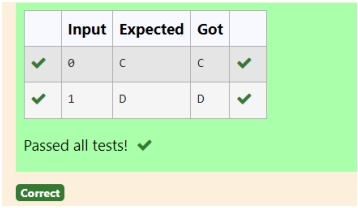 Input Expected Got
0 C C
1 D D
Passed all tests!
Correct